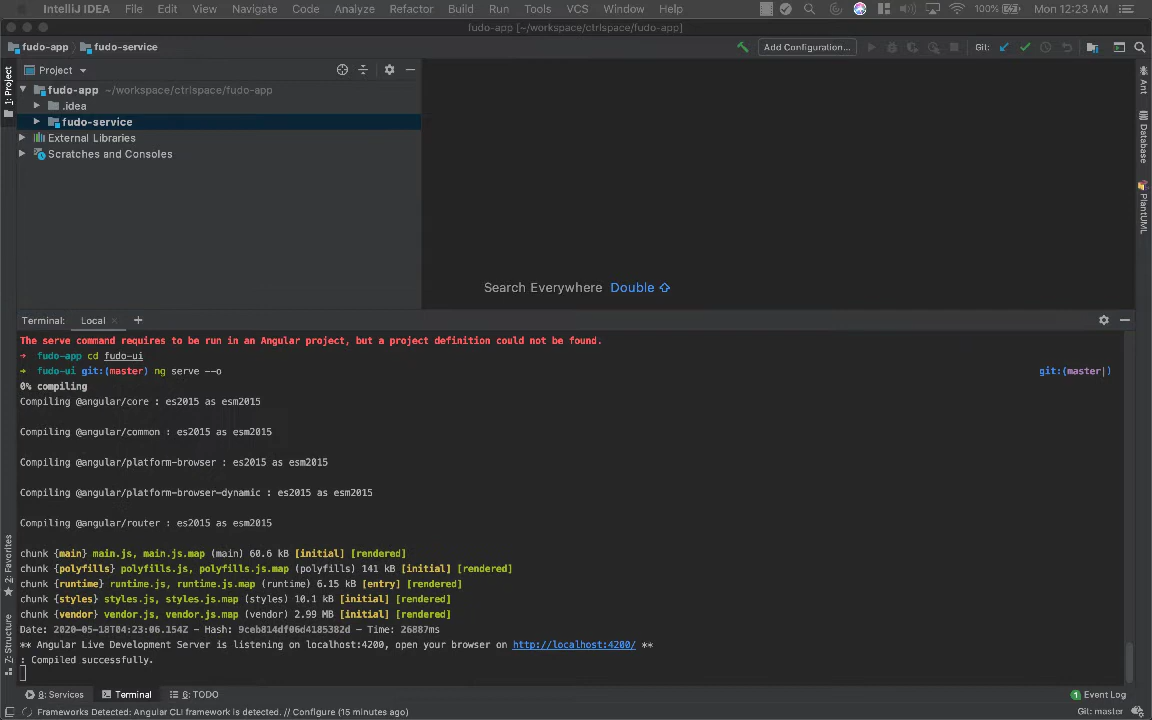 IntelliJ IDEA File Edit View Navigate Code Analyze Refactor Build Run Tools VCS Window Help 100% Mon 12:23 AM
fudo-app [~/workspace/ctrlspace/fudo-app]
fudo-app fudo-service Add Configuration... Git:
Project
fudo-app ~/workspace/ctrlspace/fudo-app
.idea
fudo-service
External Libraries
Scratches and Consoles
1: Project
Ant
Database
PlantUML
Search Everywhere Double ⇧
Terminal: Local × +
The serve command requires to be run in an Angular project, but a project definition could not be found.
→ fudo-app cd fudo-ui
→ fudo-ui git:(master) ng serve --o git:(master|)
0% compiling
Compiling @angular/core : es2015 as esm2015
Compiling @angular/common : es2015 as esm2015
Compiling @angular/platform-browser : es2015 as esm2015
Compiling @angular/platform-browser-dynamic : es2015 as esm2015
Compiling @angular/router : es2015 as esm2015
chunk {main} main.js, main.js.map (main) 60.6 kB [initial] [rendered]
chunk {polyfills} polyfills.js, polyfills.js.map (polyfills) 141 kB [initial] [rendered]
chunk {runtime} runtime.js, runtime.js.map (runtime) 6.15 kB [entry] [rendered]
chunk {styles} styles.js, styles.js.map (styles) 10.1 kB [initial] [rendered]
chunk {vendor} vendor.js, vendor.js.map (vendor) 2.99 MB [initial] [rendered]
Date: 2020-05-18T04:23:06.154Z - Hash: 9ceb814df06d4185382d - Time: 26887ms
** Angular Live Development Server is listening on localhost:4200, open your browser on http://localhost:4200/ **
: Compiled successfully.
2: Favorites
Z: Structure
8: Services Terminal 6: TODO 1 Event Log
Frameworks Detected: Angular CLI framework is detected. // Configure (15 minutes ago) Git: master